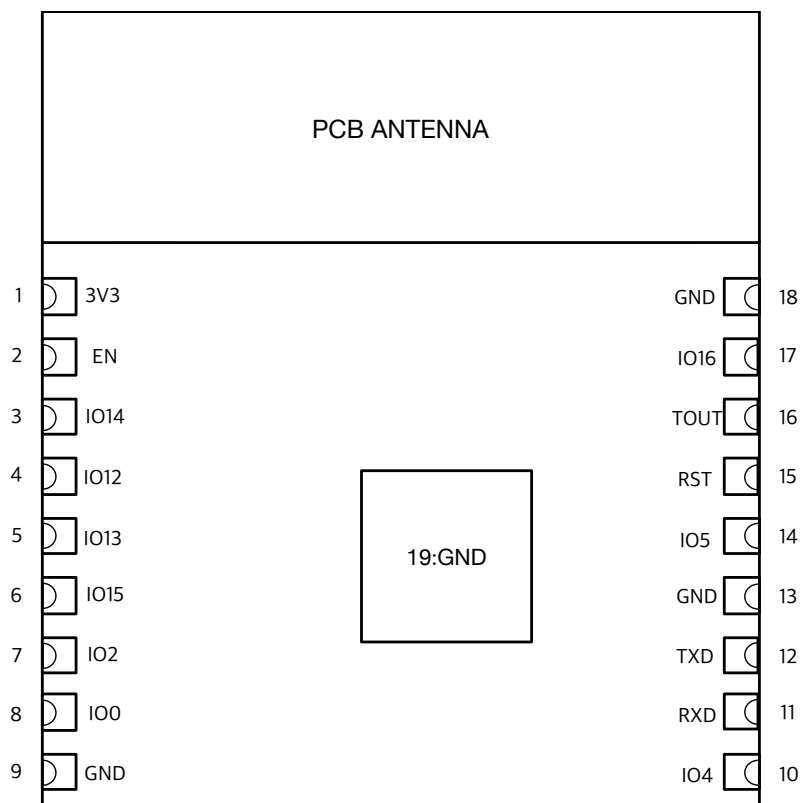 PCB ANTENNA
1 3V3 GND 18
2 EN IO16 17
3 IO14 TOUT 16
4 IO12 RST 15
5 IO13 IO5 14
19:GND
6 IO15 GND 13
7 IO2 TXD 12
8 IO0 RXD 11
9 GND IO4 10